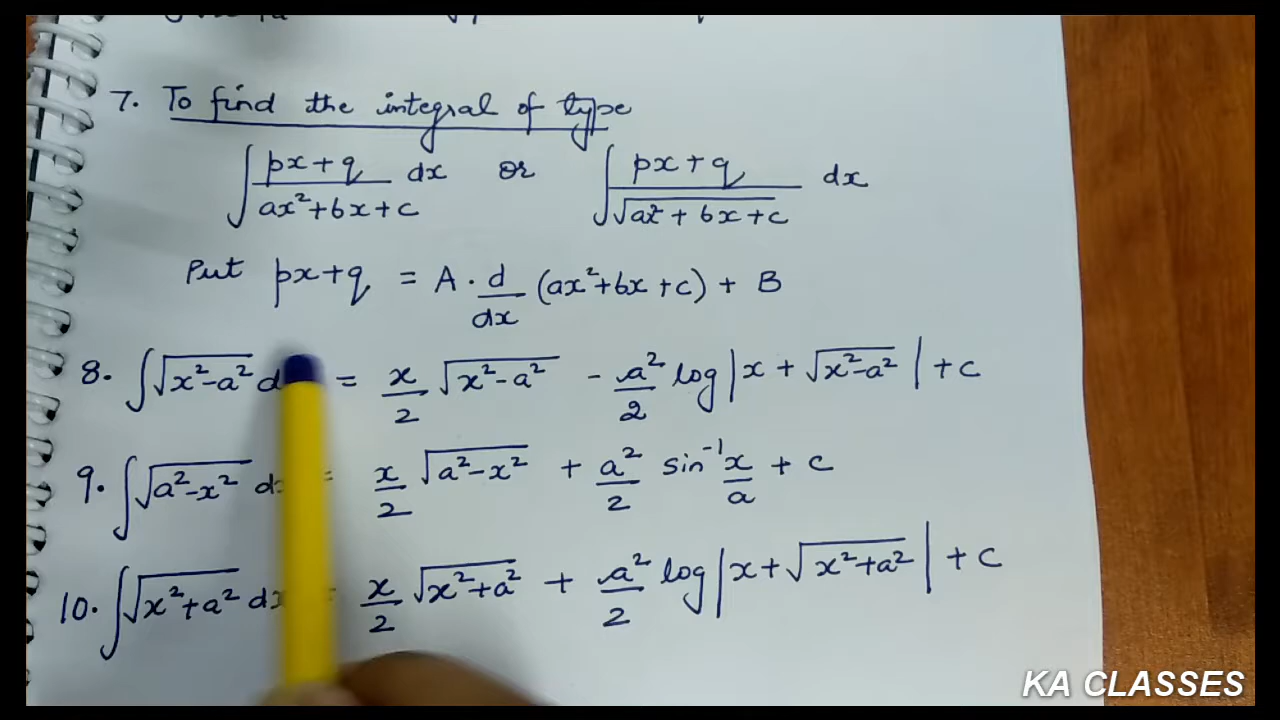 7. To find the integral of type
∫ px+q / ax²+bx+c dx or ∫ px+q / √ax²+bx+c dx
Put px+q = A · d/dx (ax²+bx+c) + B
8. ∫√x²-a² d = x/2 √x²-a² - a²/2 log|x+√x²-a²| + c
9. ∫√a²-x² dx = x/2 √a²-x² + a²/2 sin⁻¹ x/a + c
10. ∫√x²+a² dx = x/2 √x²+a² + a²/2 log|x+√x²+a²| + c
KA CLASSES